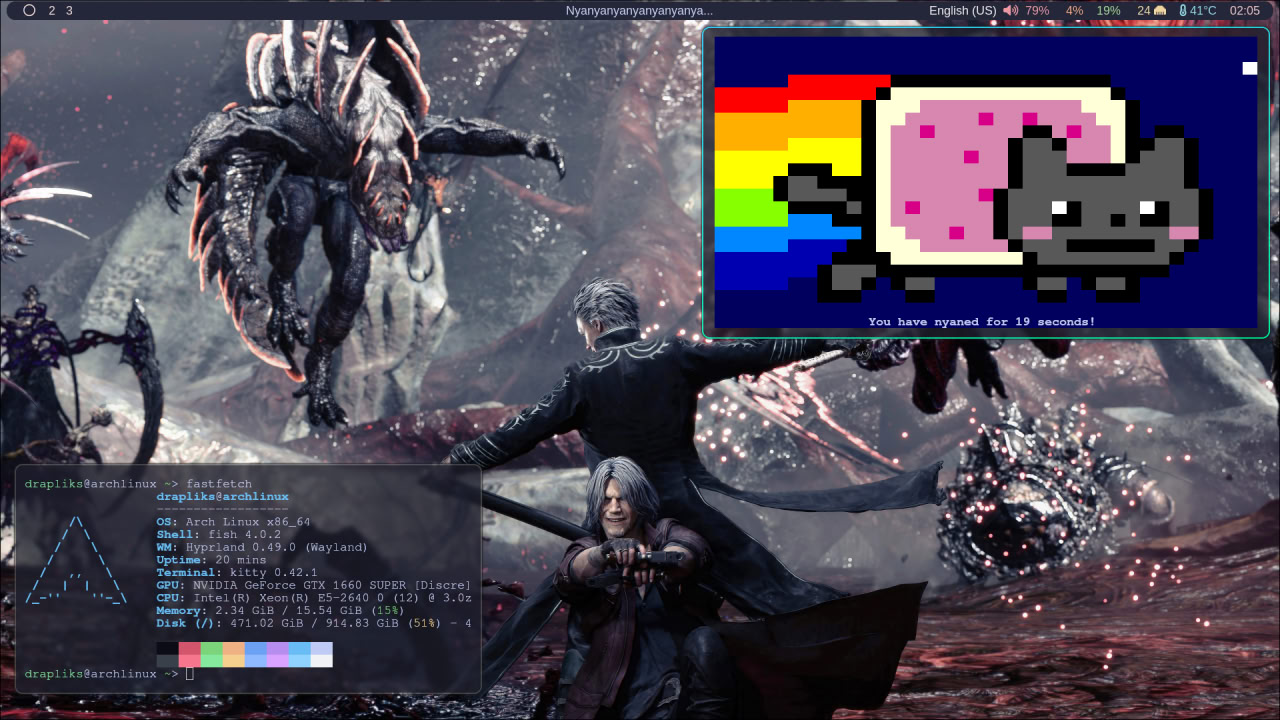 2 3 Nyanyanyanyanyanyanya... English (US) 79% 4% 19% 24 41°C 02:05
You have nyaned for 19 seconds!
drapliks@archlinux ~> fastfetch
drapliks@archlinux
-----------------
OS: Arch Linux x86_64
Shell: fish 4.0.2
WM: Hyprland 0.49.0 (Wayland)
Uptime: 20 mins
Terminal: kitty 0.42.1
GPU: NVIDIA GeForce GTX 1660 SUPER [Discre]
CPU: Intel(R) Xeon(R) E5-2640 0 (12) @ 3.0z
Memory: 2.34 GiB / 15.54 GiB (15%)
Disk (/): 471.02 GiB / 914.83 GiB (51%) - 4
drapliks@archlinux ~>